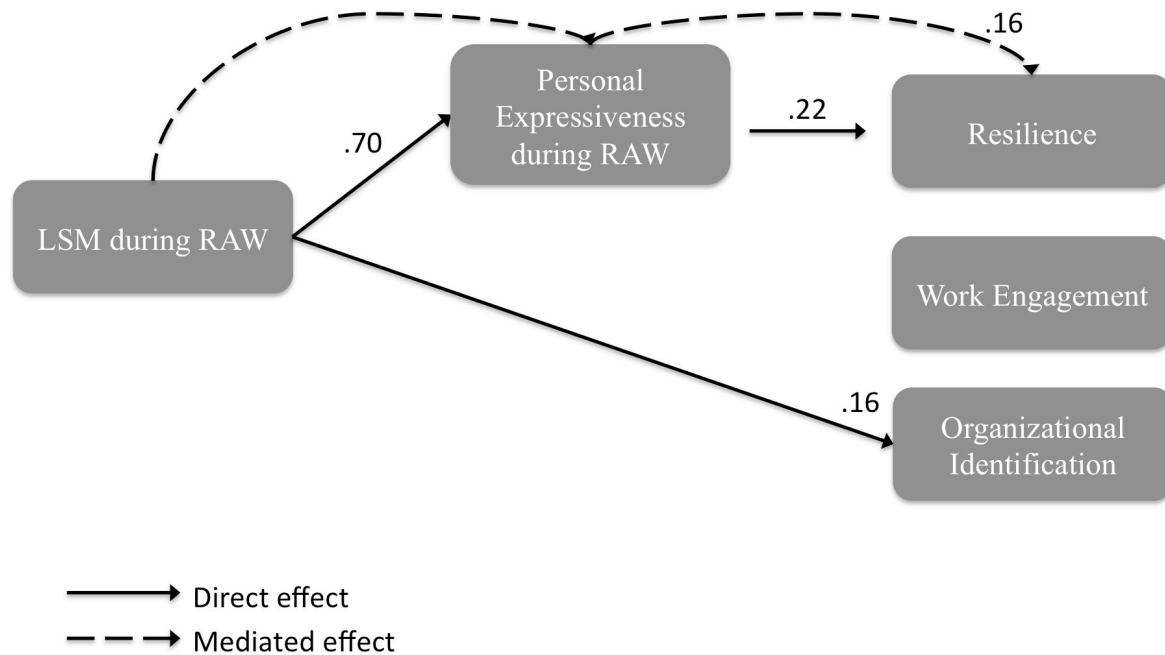 .16
Personal
Expressiveness
during RAW
.22
Resilience
.70
LSM during RAW
Work Engagement
.16
Organizational
Identification
Direct effect
Mediated effect